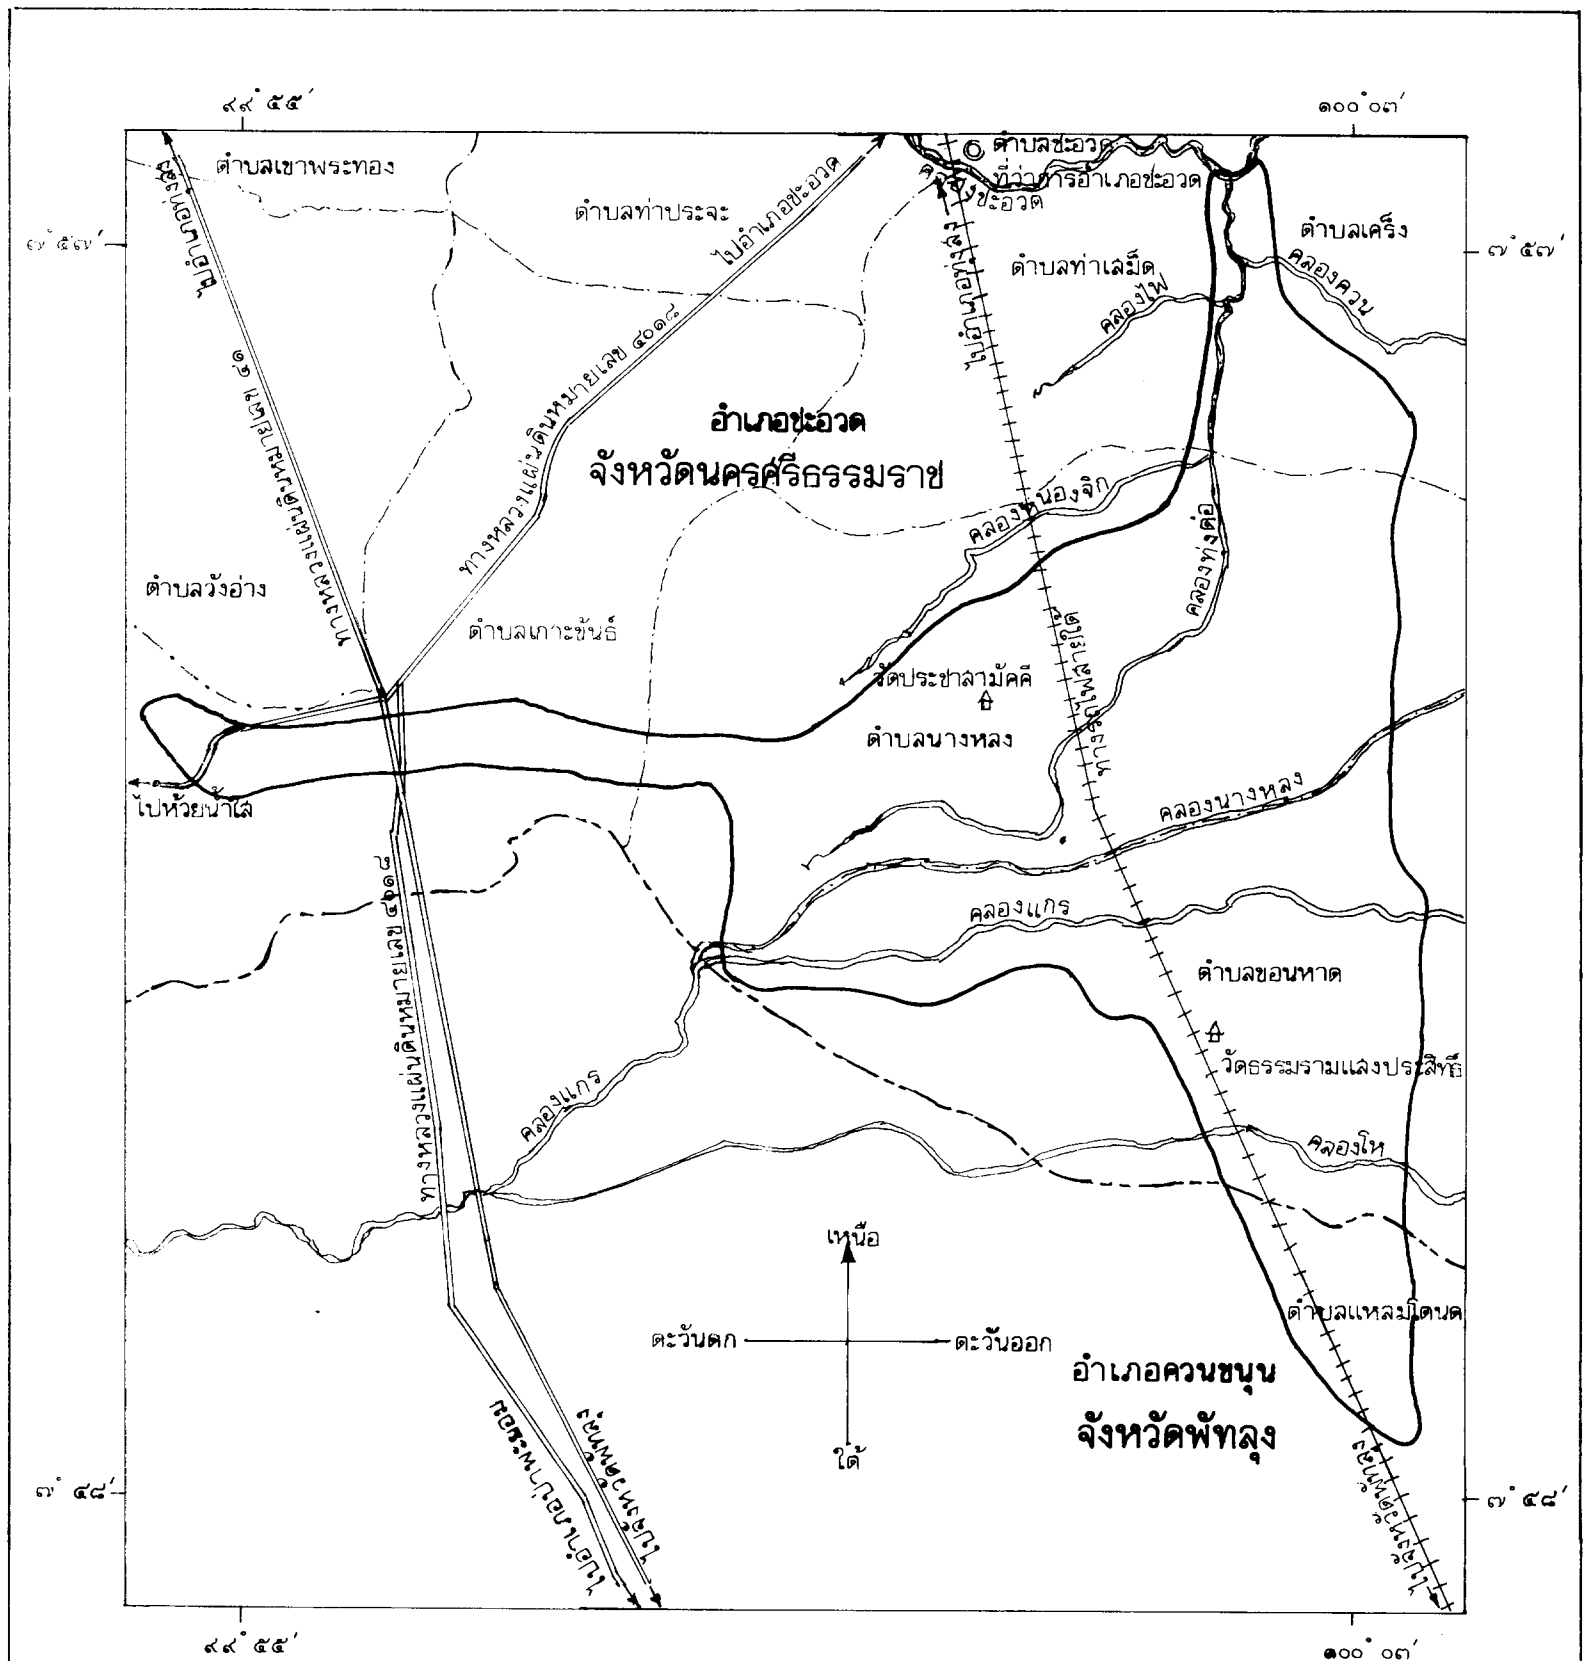 ๙๙° ๕๕′
๑๐๐° ๐๓′
ตำบลชะอวด
ที่ว่าการอำเภอชะอวด
ตำบลเขาพระทอง
ตำบลท่าประจะ
ไปอำเภอทุ่งสง
ไปอำเภอชะอวด
คลองชะอวด
ตำบลเคร็ง
๗° ๕๗′
๗° ๕๗′
ตำบลท่าเสม็ด
ไปอำเภอทุ่งสง
คลองไฟ
คลองควน
ทางหลวงแผ่นดินหมายเลข ๔๑
ทางหลวงแผ่นดินหมายเลข ๔๐๑๘
อำเภอชะอวด
จังหวัดนครศรีธรรมราช
คลองหนองจิก
คลองทุ่งต่อ
ตำบลวังอ่าง
ตำบลเกาะขันธ์
ทางรถไฟสายใต้
วัดประชาสามัคคี
ตำบลนางหลง
คลองนางหลง
ไปห้วยน้ำใส
ทางหลวงแผ่นดินหมายเลข ๔๐๑๘
คลองแกร
ตำบลขอนหาด
วัดธรรมรามแสงประสิทธิ์
คลองแกร
คลองโห
เหนือ
ตะวันตก
ตะวันออก
ใต้
ตำบลแหลมโตนด
อำเภอควนขนุน
จังหวัดพัทลุง
ไปอำเภอป่าพะยอม
ไปจังหวัดพัทลุง
ไปจังหวัดพัทลุง
๗° ๔๘′
๗° ๔๘′
๙๙° ๕๕′
๑๐๐° ๐๓′